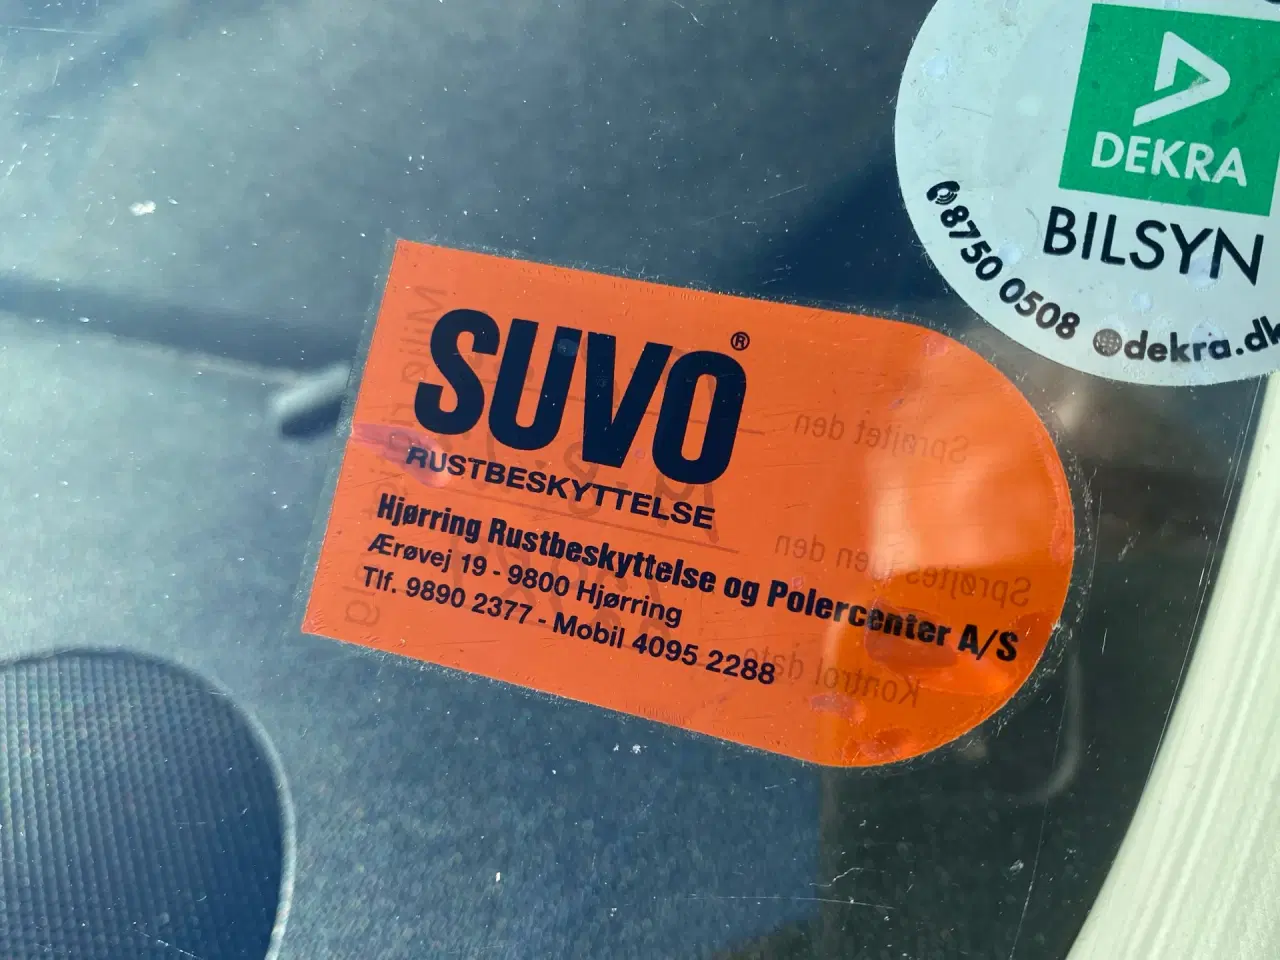 DEKRA
BILSYN
8750 0508 dekra.dk
SUVO®
RUSTBESKYTTELSE
Hjørring Rustbeskyttelse og Polercenter A/S
Ærøvej 19 - 9800 Hjørring
Tlf. 9890 2377 - Mobil 4095 2288
Sprøjtet den
Sprøjtes igen den
Kontrol dato